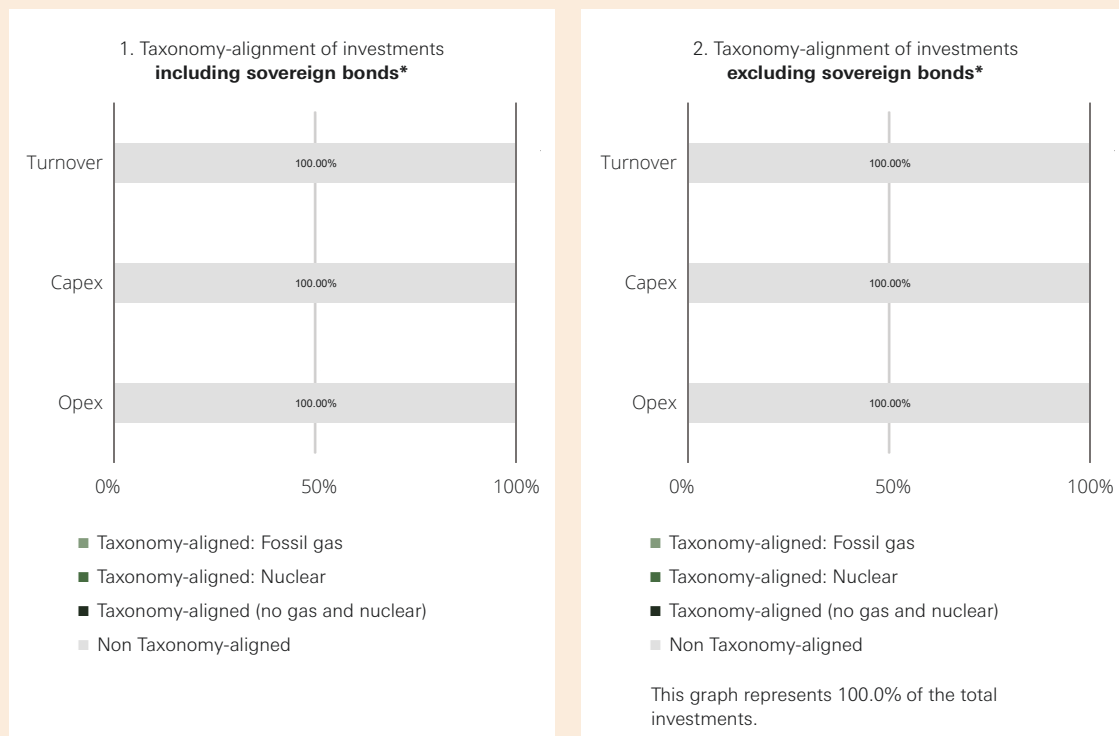 1. Taxonomy-alignment of investments
including sovereign bonds*
Turnover
100.00%
Capex
100.00%
Opex
100.00%
0% 50% 100%
Taxonomy-aligned: Fossil gas
Taxonomy-aligned: Nuclear
Taxonomy-aligned (no gas and nuclear)
Non Taxonomy-aligned
2. Taxonomy-alignment of investments
excluding sovereign bonds*
Turnover
100.00%
Capex
100.00%
Opex
100.00%
0% 50% 100%
Taxonomy-aligned: Fossil gas
Taxonomy-aligned: Nuclear
Taxonomy-aligned (no gas and nuclear)
Non Taxonomy-aligned
This graph represents 100.0% of the total
investments.